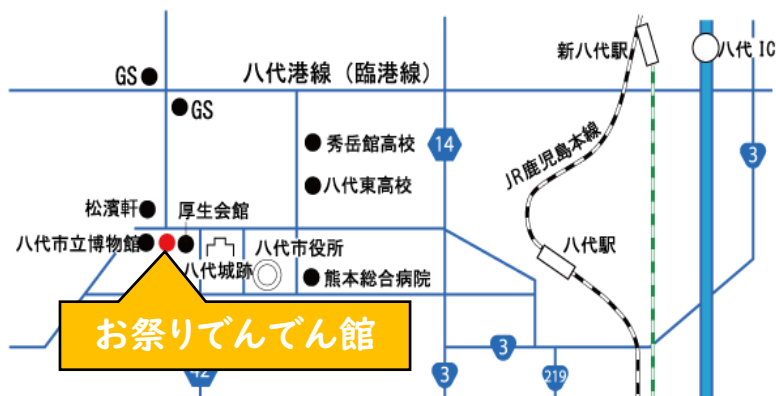 新八代駅
八代 IC
GS
八代港線（臨港線）
GS
秀岳館高校
14
JR鹿児島本線
3
八代東高校
松濱軒
厚生会館
八代市立博物館
八代市役所
八代駅
八代城跡
熊本総合病院
お祭りでんでん館
3
42
3
219